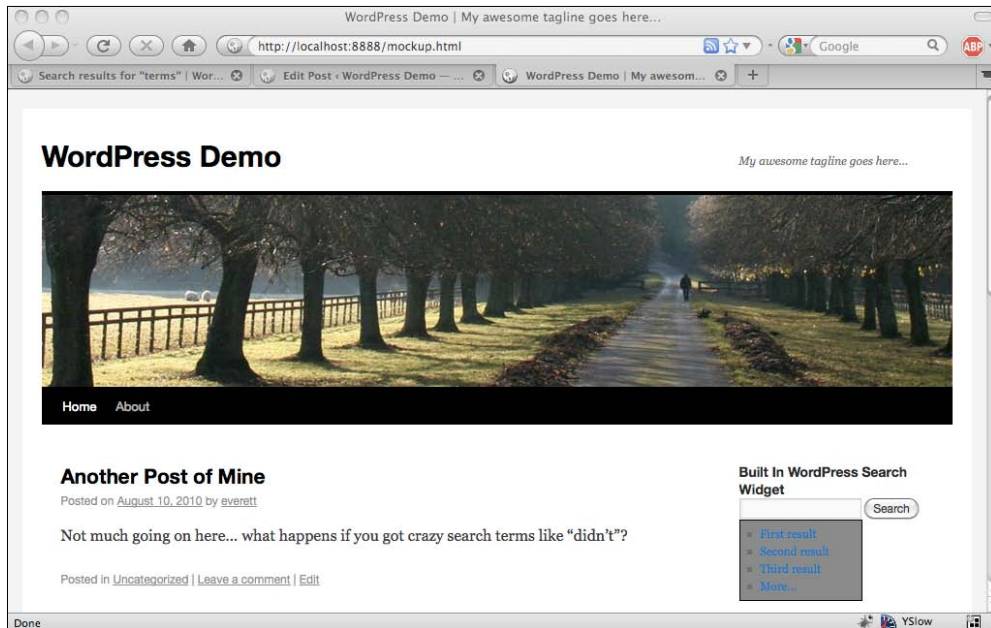 WordPress Demo | My awesome tagline goes here...
http://localhost:8888/mockup.html
Google
ABP
Search results for "terms" | Wor...
Edit Post ‹ WordPress Demo — ...
WordPress Demo | My awesom...
+
WordPress Demo
My awesome tagline goes here...
Home About
Another Post of Mine
Posted on August 10, 2010 by everett
Not much going on here... what happens if you got crazy search terms like “didn’t”?
Posted in Uncategorized | Leave a comment | Edit
Built In WordPress Search
Widget
Search
First result
Second result
Third result
More...
Done
YSlow